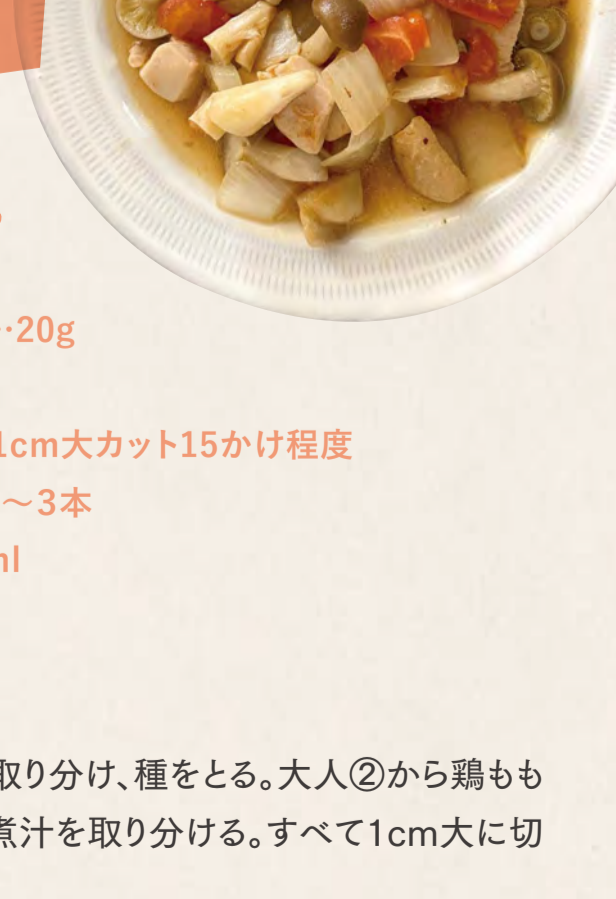 …20g
1cm大カット15かけ程度
～3本
ml
取り分け、種をとる。大人②から鶏もも
煮汁を取り分ける。すべて1cm大に切